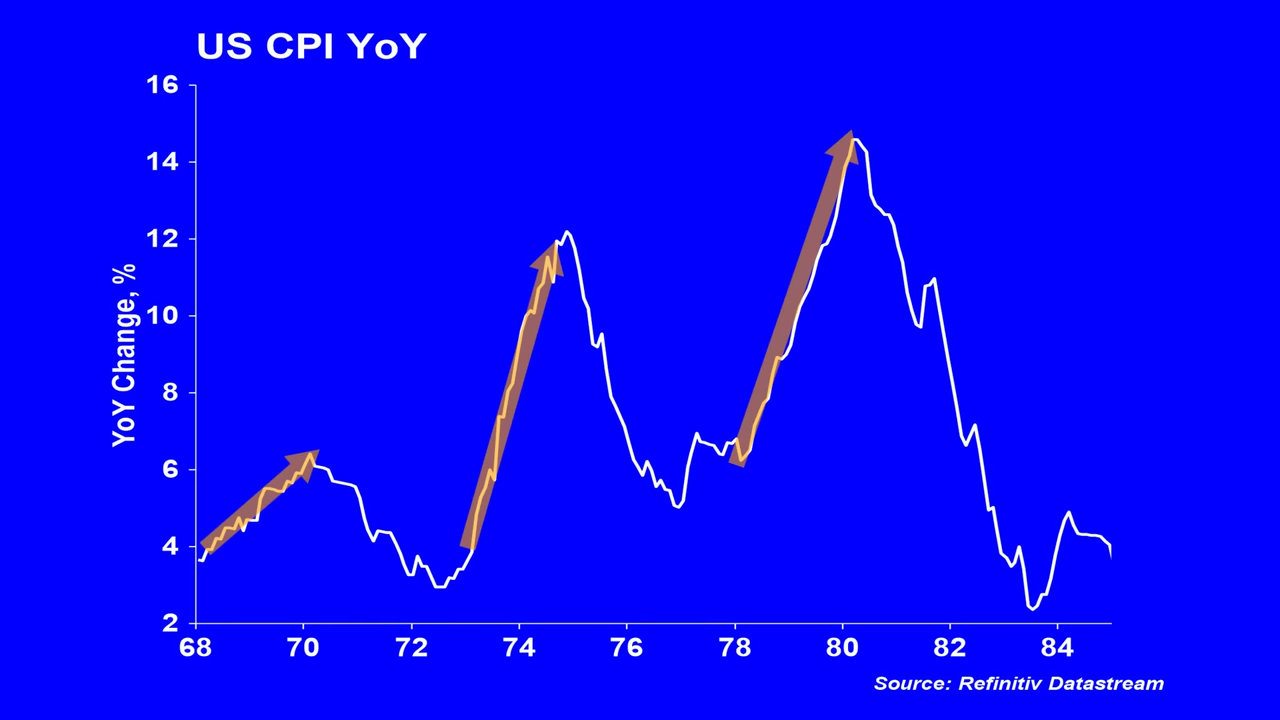 US CPI YoY
YoY Change, %
16
14
12
10
8
6
4
2
68 70 72 74 76 78 80 82 84
Source: Refinitiv Datastream